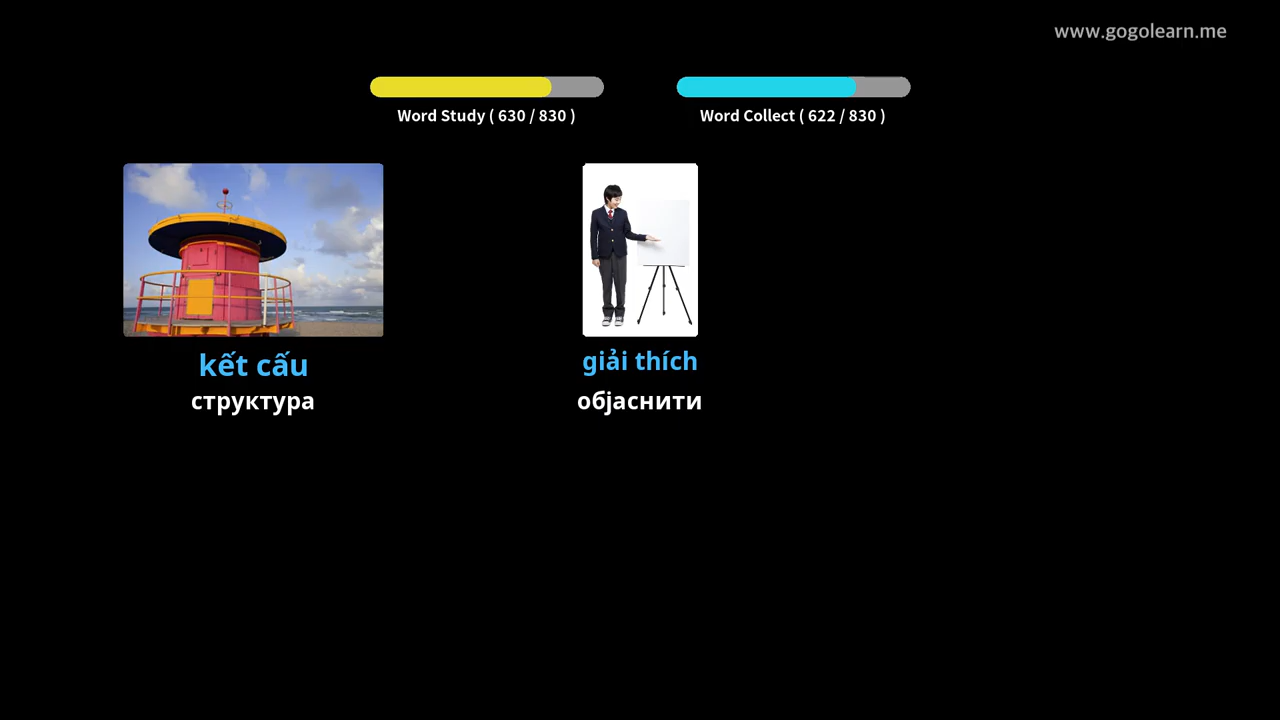 www.gogolearn.me
Word Study ( 630 / 830 )
Word Collect ( 622 / 830 )
kết cấu
структура
giải thích
објаснити